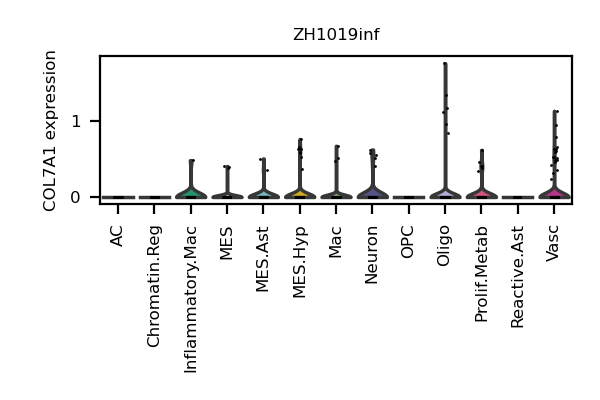 ZH1019inf
COL7A1 expression
1
0
AC
Chromatin.Reg
Inflammatory.Mac
MES
MES.Ast
MES.Hyp
Mac
Neuron
OPC
Oligo
Prolif.Metab
Reactive.Ast
Vasc